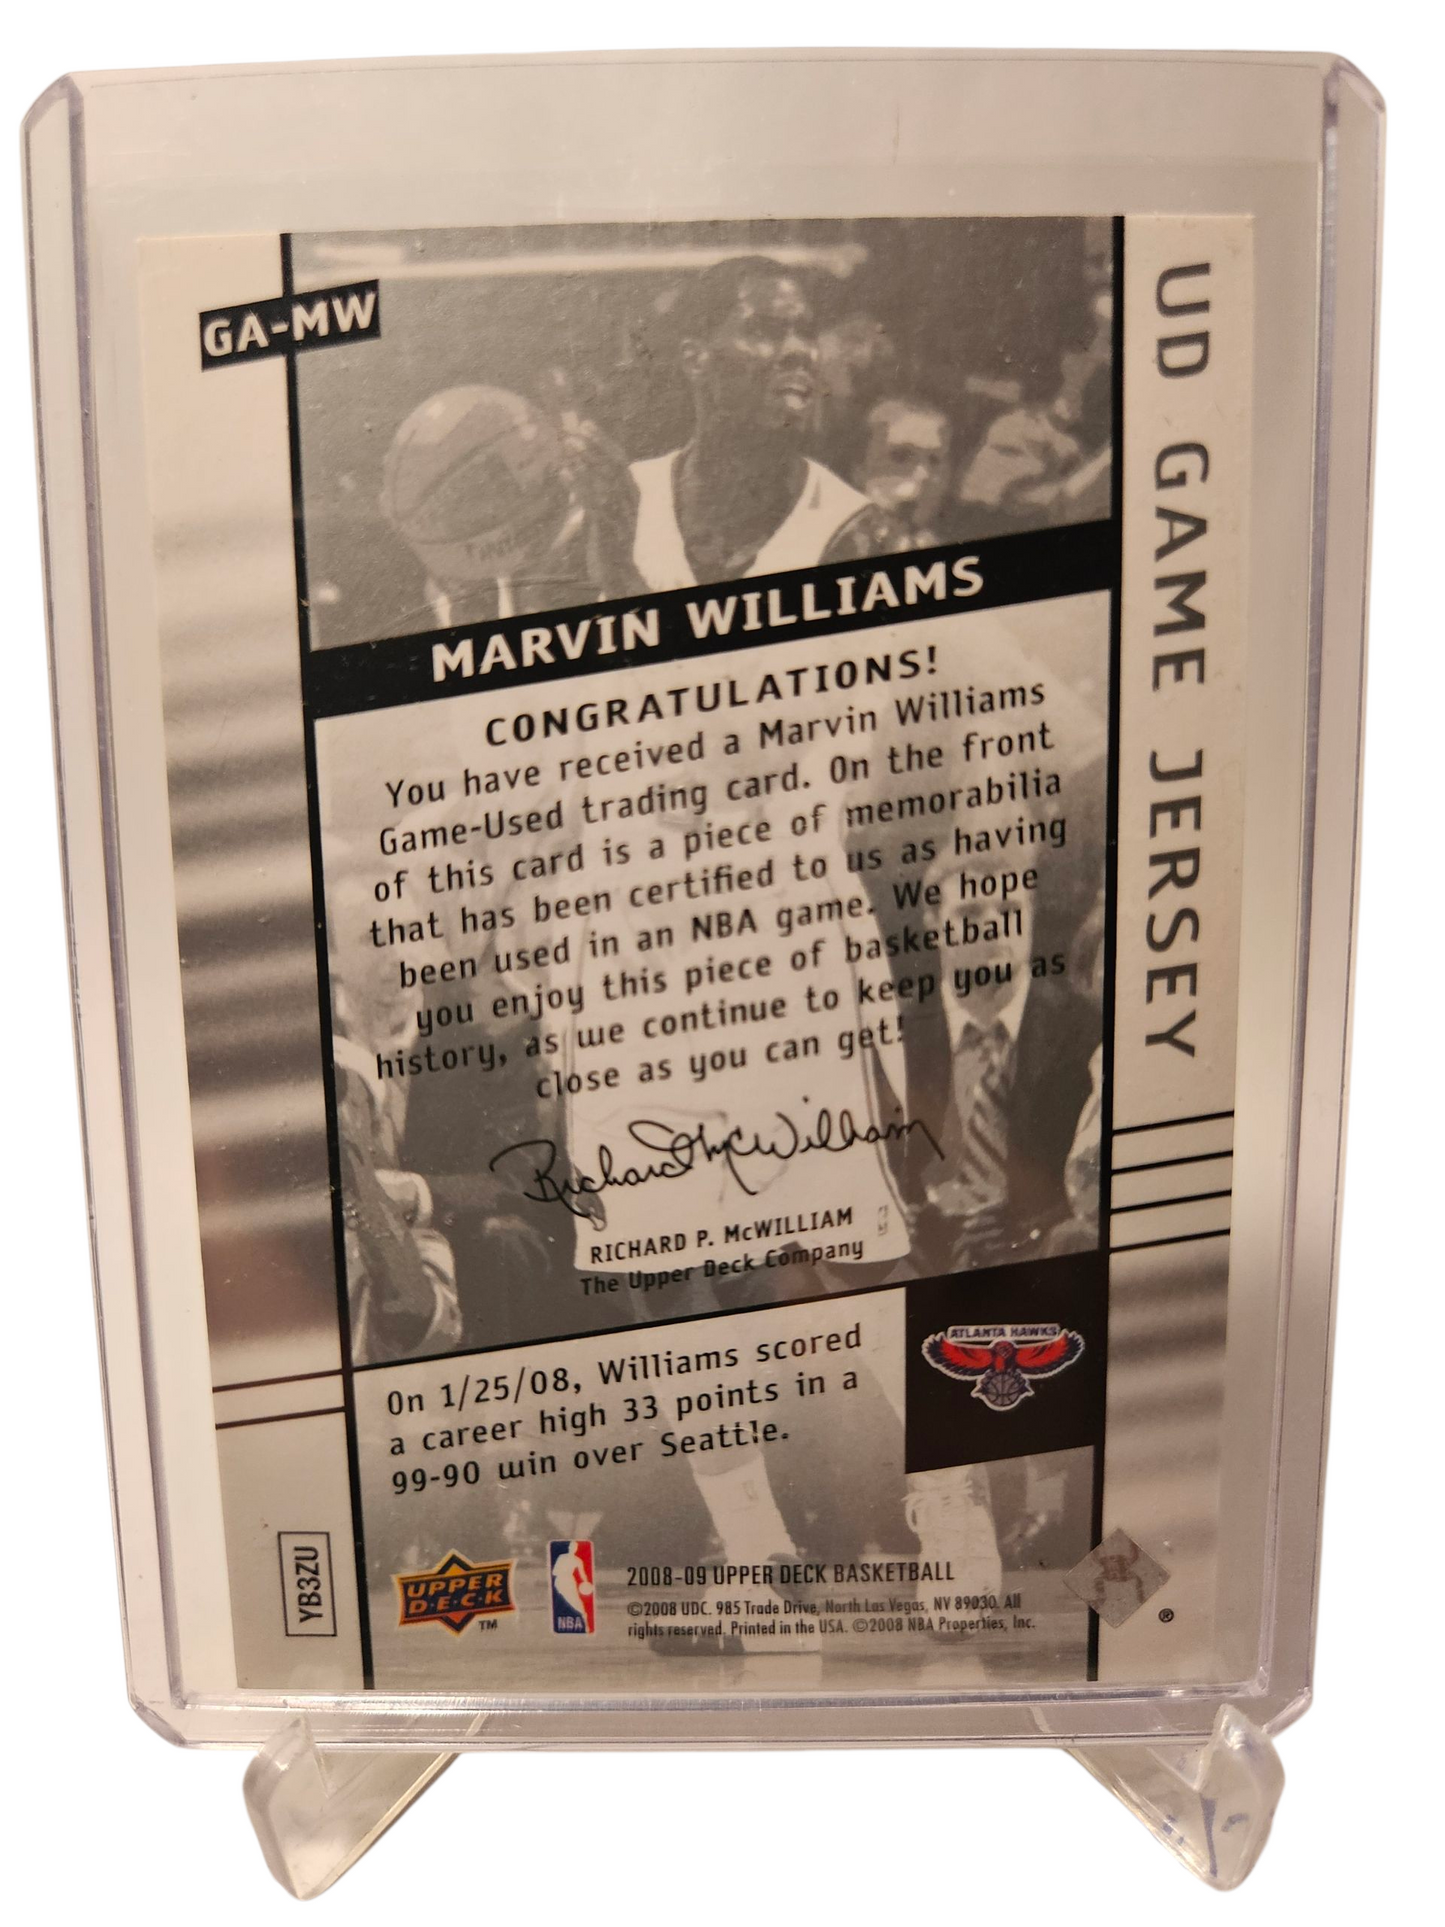 GA-MW
UD GAME JERSEY
MARVIN WILLIAMS
CONGRATULATIONS!
You have received a Marvin Williams
Game-Used trading card. On the front
of this card is a piece of memorabilia
that has been certified to us as having
been used in an NBA game. We hope
you enjoy this piece of basketball
history, as we continue to keep you as
close as you can get!
Richard McWilliam
RICHARD P. McWILLIAM
The Upper Deck Company
ATLANTA HAWKS
On 1/25/08, Williams scored
a career high 33 points in a
99-90 win over Seattle.
YB3ZU
UPPER
D·E·C·K
TM
NBA
2008-09 UPPER DECK BASKETBALL
©2008 UDC. 985 Trade Drive, North Las Vegas, NV 89030. All
rights reserved. Printed in the USA. ©2008 NBA Properties, Inc.
®